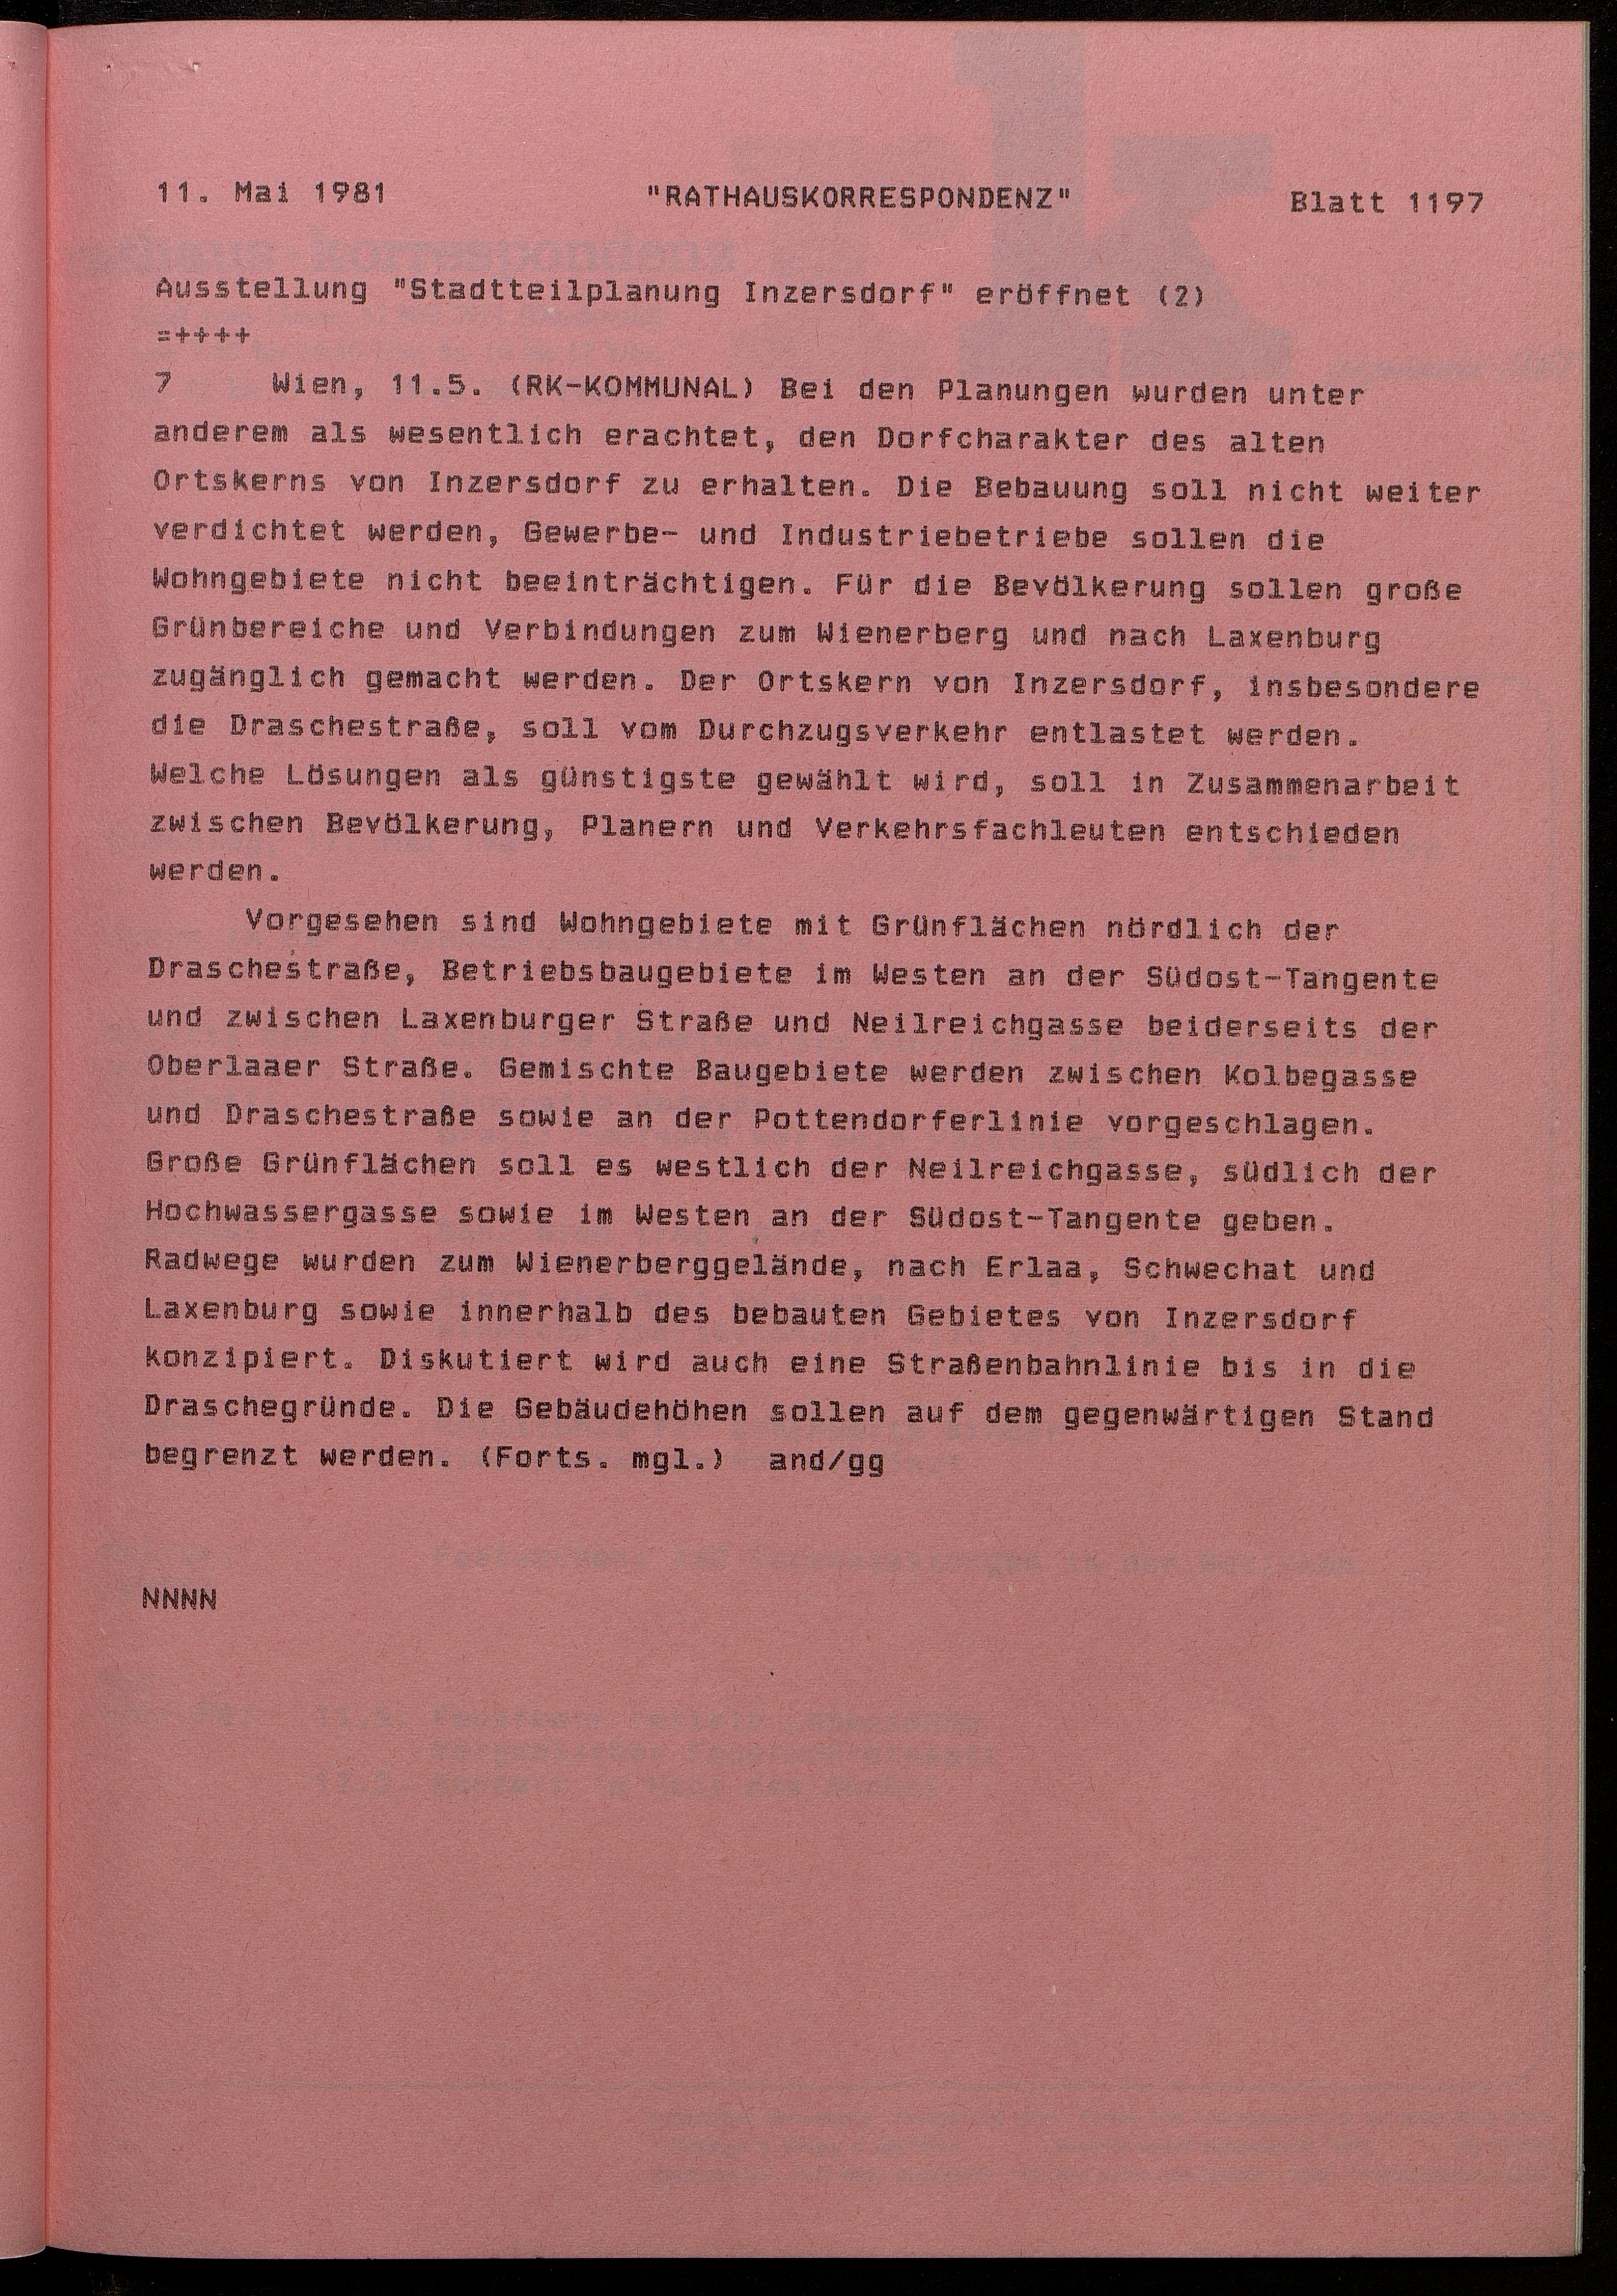 11. Mai 1981 "RATHAUSKORRESPONDENZ" Blatt 1197
Ausstellung "Stadtteilplanung Inzersdorf" eröffnet (2)
=++++
7 Wien, 11.5. (RK-KOMMUNAL) Bei den Planungen wurden unter
anderem als wesentlich erachtet, den Dorfcharakter des alten
Ortskerns von Inzersdorf zu erhalten. Die Bebauung soll nicht weiter
verdichtet werden, Gewerbe- und Industriebetriebe sollen die
Wohngebiete nicht beeinträchtigen. Für die Bevölkerung sollen große
Grünbereiche und Verbindungen zum Wienerberg und nach Laxenburg
zugänglich gemacht werden. Der Ortskern von Inzersdorf, insbesondere
die Draschestraße, soll vom Durchzugsverkehr entlastet werden.
Welche Lösungen als günstigste gewählt wird, soll in Zusammenarbeit
zwischen Bevölkerung, Planern und Verkehrsfachleuten entschieden
werden.
Vorgesehen sind Wohngebiete mit Grünflächen nördlich der
Draschestraße, Betriebsbaugebiete im Westen an der Südost-Tangente
und zwischen Laxenburger Straße und Neilreichgasse beiderseits der
Oberlaaer Straße. Gemischte Baugebiete werden zwischen Kolbegasse
und Draschestraße sowie an der Pottendorferlinie vorgeschlagen.
Große Grünflächen soll es westlich der Neilreichgasse, südlich der
Hochwassergasse sowie im Westen an der Südost-Tangente geben.
Radwege wurden zum Wienerberggelände, nach Erlaa, Schwechat und
Laxenburg sowie innerhalb des bebauten Gebietes von Inzersdorf
konzipiert. Diskutiert wird auch eine Straßenbahnlinie bis in die
Draschegründe. Die Gebäudehöhen sollen auf dem gegenwärtigen Stand
begrenzt werden. (Forts. mgl.) and/gg
NNNN